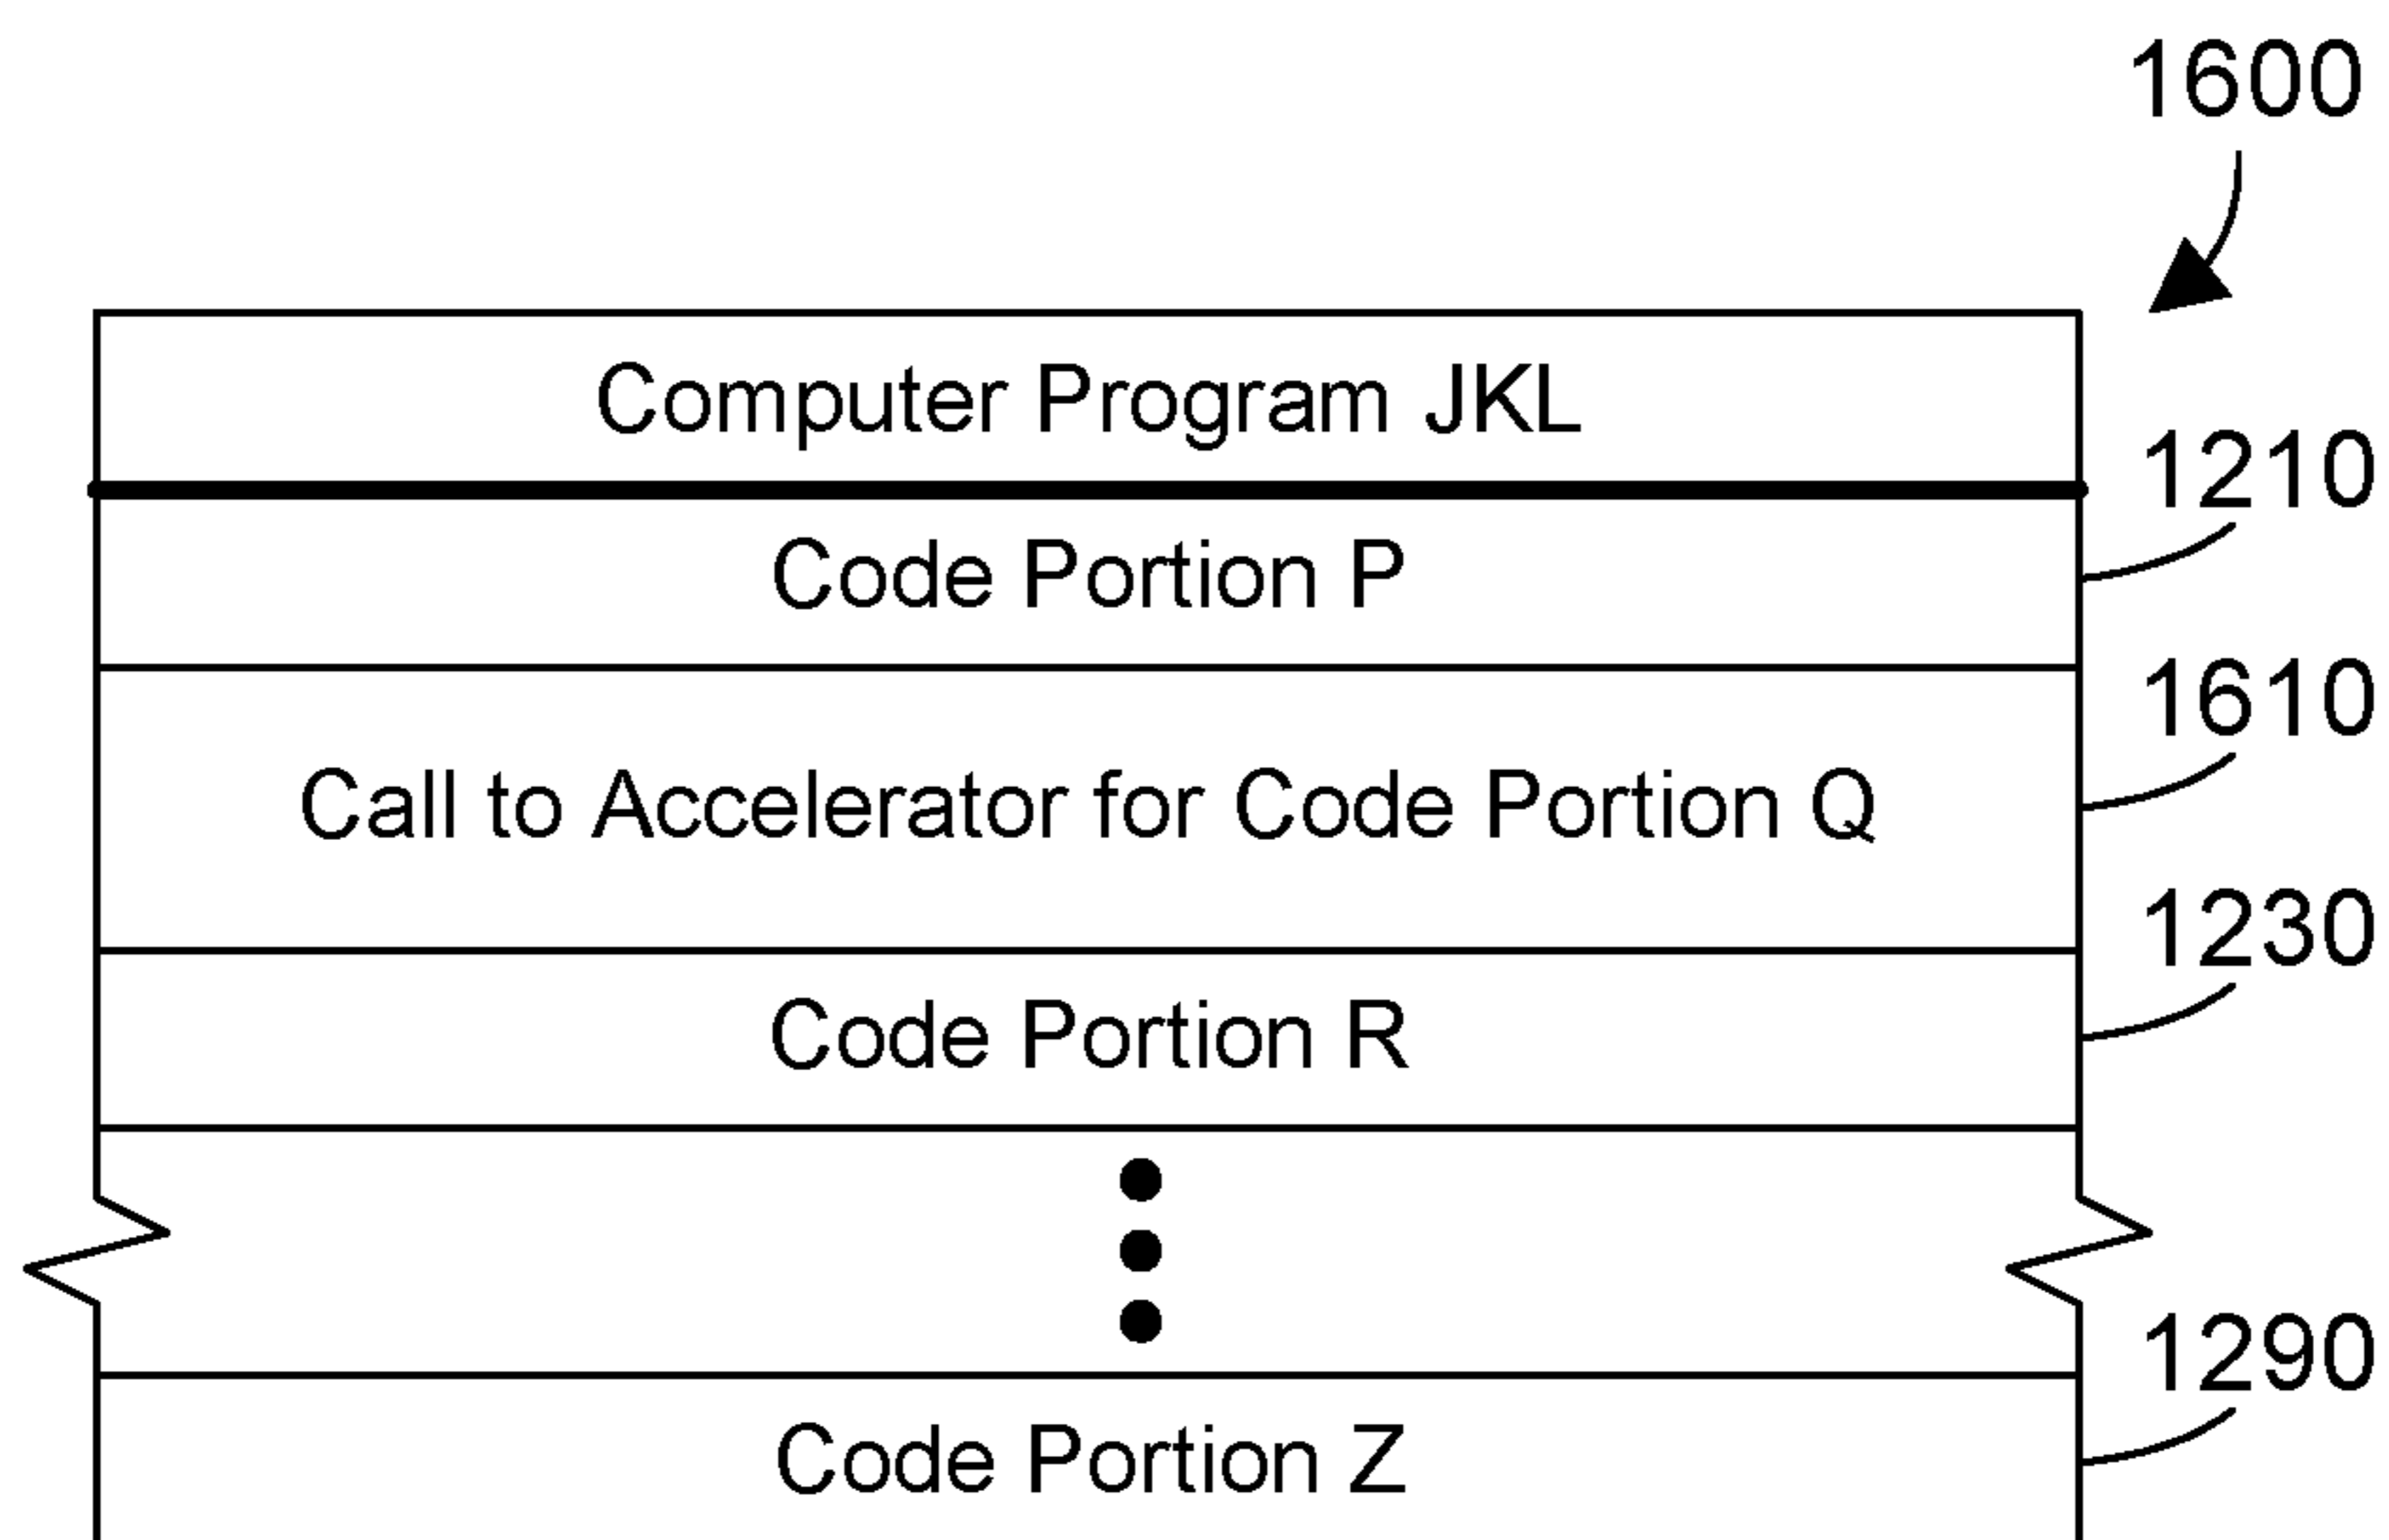 1600
Computer Program JKL
1210
Code Portion P
1610
Call to Accelerator for Code Portion Q
1230
Code Portion R
1290
Code Portion Z